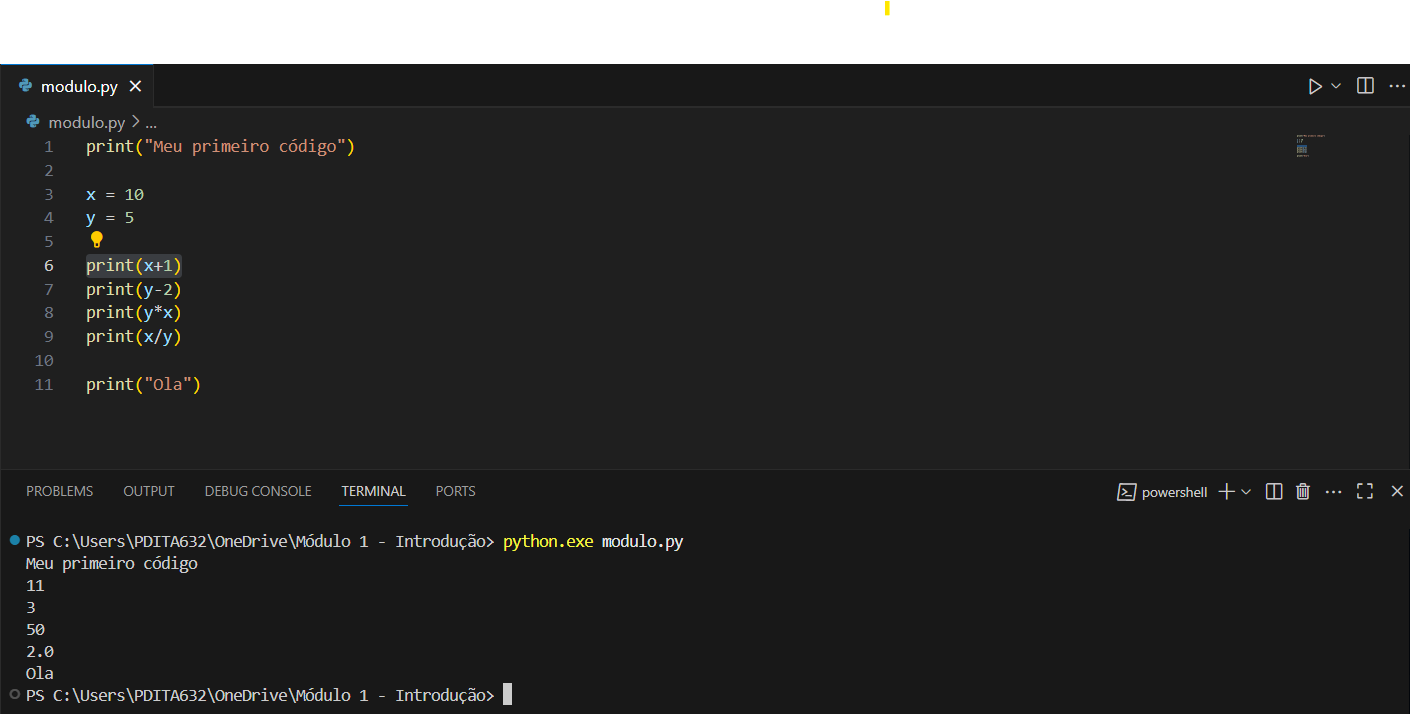 modulo.py
modulo.py > ...
1 print("Meu primeiro código")
2
3 x = 10
4 y = 5
5
6 print(x+1)
7 print(y-2)
8 print(y*x)
9 print(x/y)
10
11 print("Ola")
PROBLEMS OUTPUT DEBUG CONSOLE TERMINAL PORTS powershell
PS C:\Users\PDITA632\OneDrive\Módulo 1 - Introdução> python.exe modulo.py
Meu primeiro código
11
3
50
2.0
Ola
PS C:\Users\PDITA632\OneDrive\Módulo 1 - Introdução>